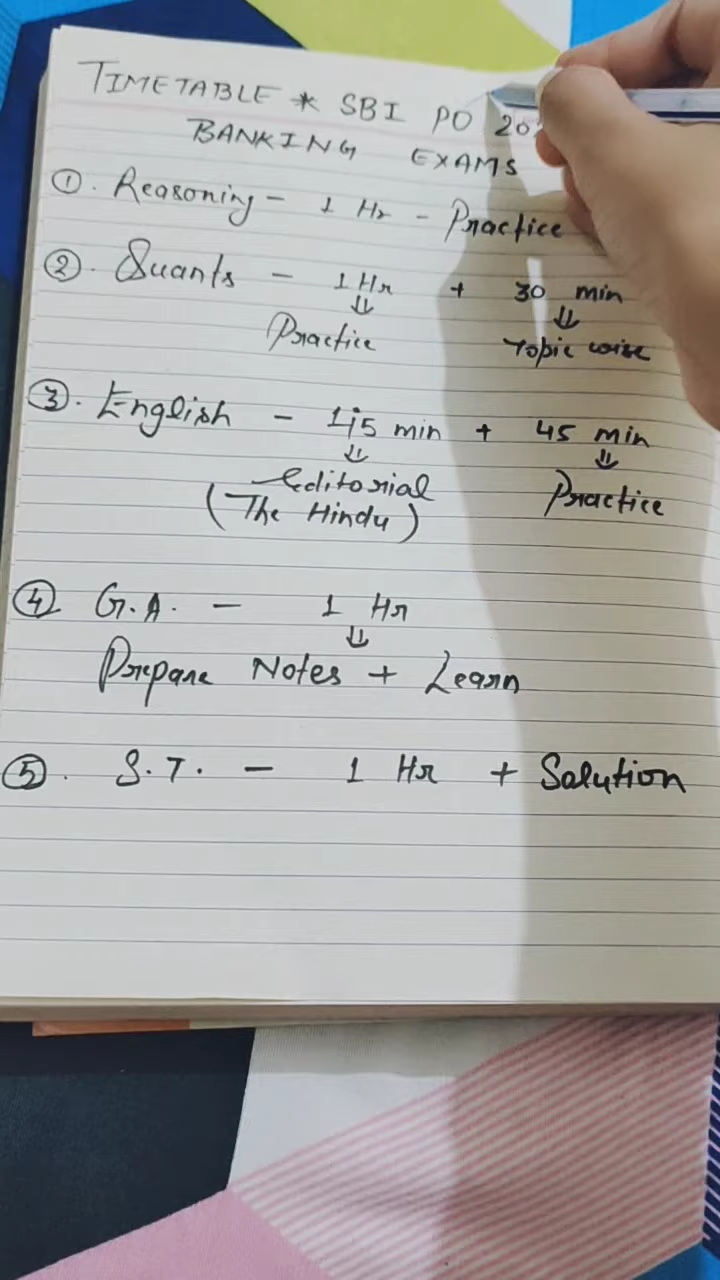 TIMETABLE * SBI PO 20
BANKING EXAMS
①. Reasoning - 1 Hr - Practice
②. Quants - 1 Hr + 30 min
⇓ ⇓
Practice Topic wise
③. English - 15 min + 45 min
⇓ ⇓
Editorial Practice
(The Hindu)
④ G.A. - 1 Hr
⇓
Prepare Notes + Learn
⑤. S.T. - 1 Hr + Solution